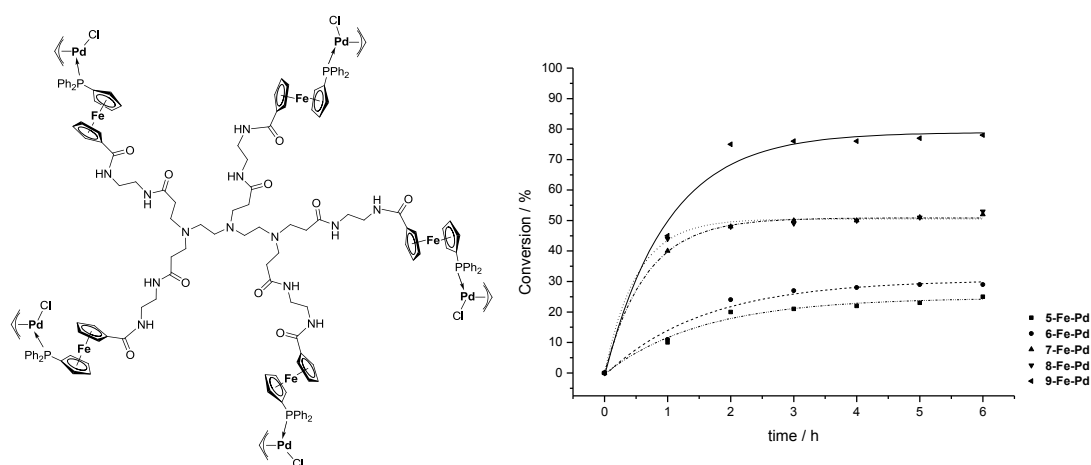 Cl
Pd
PPh2
Fe
Cl
Pd
Ph2P
Fe
O
HN
HN
O
O
HN
NH
O
N
N
N
O
NH
HN
O
Fe
PPh2
Pd
Cl
O
NH
HN
O
Fe
Ph2P
Pd
Cl
O
NH
NH
O
Fe
PPh2
Pd
Cl
100
90
80
70
60
50
40
30
20
10
0
Conversion / %
0 1 2 3 4 5 6
time / h
5-Fe-Pd
6-Fe-Pd
7-Fe-Pd
8-Fe-Pd
9-Fe-Pd